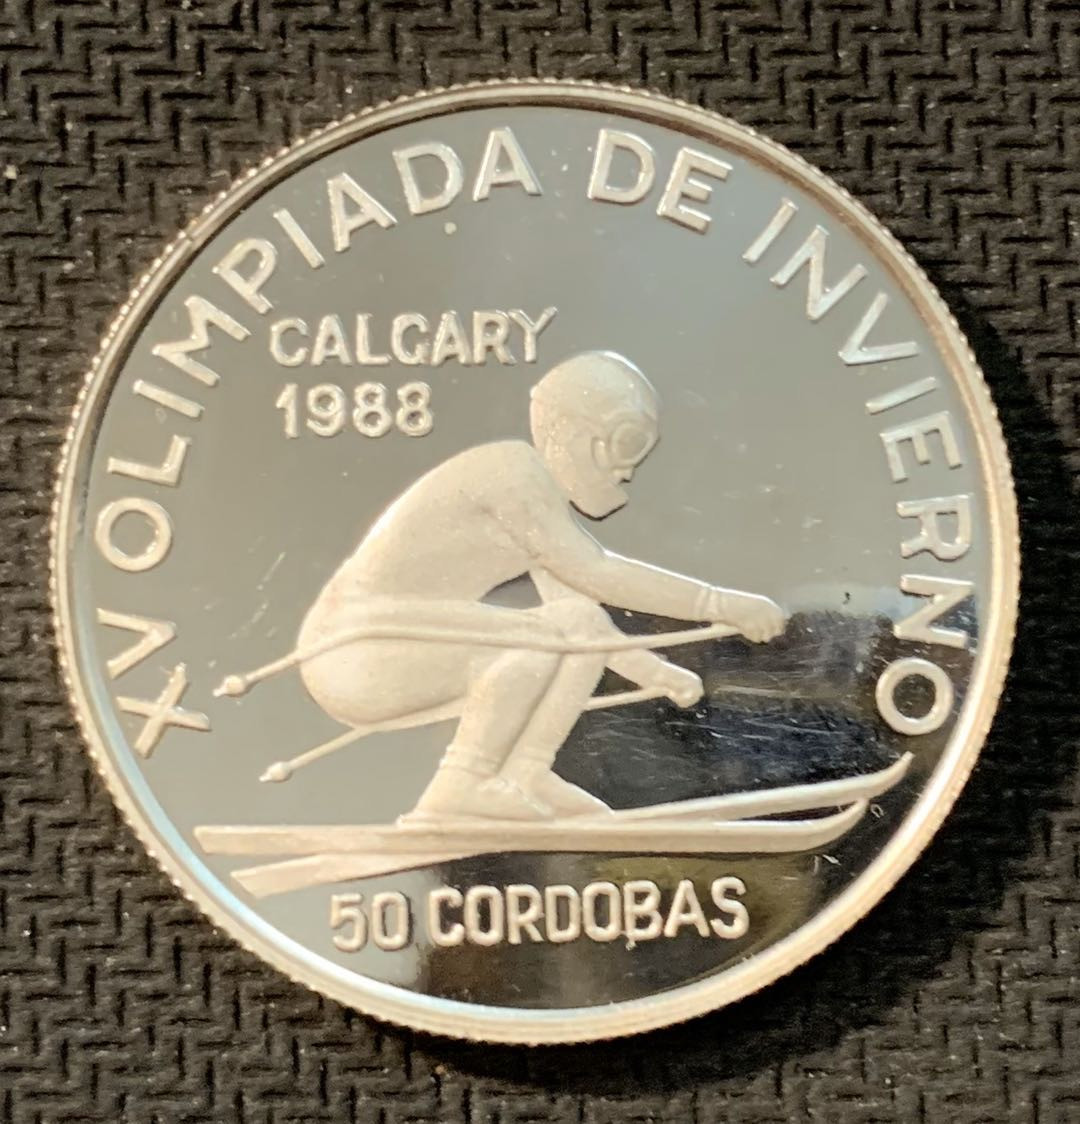 XV OLIMPIADA DE INVIERNO
CALGARY
1988
50 CORDOBAS